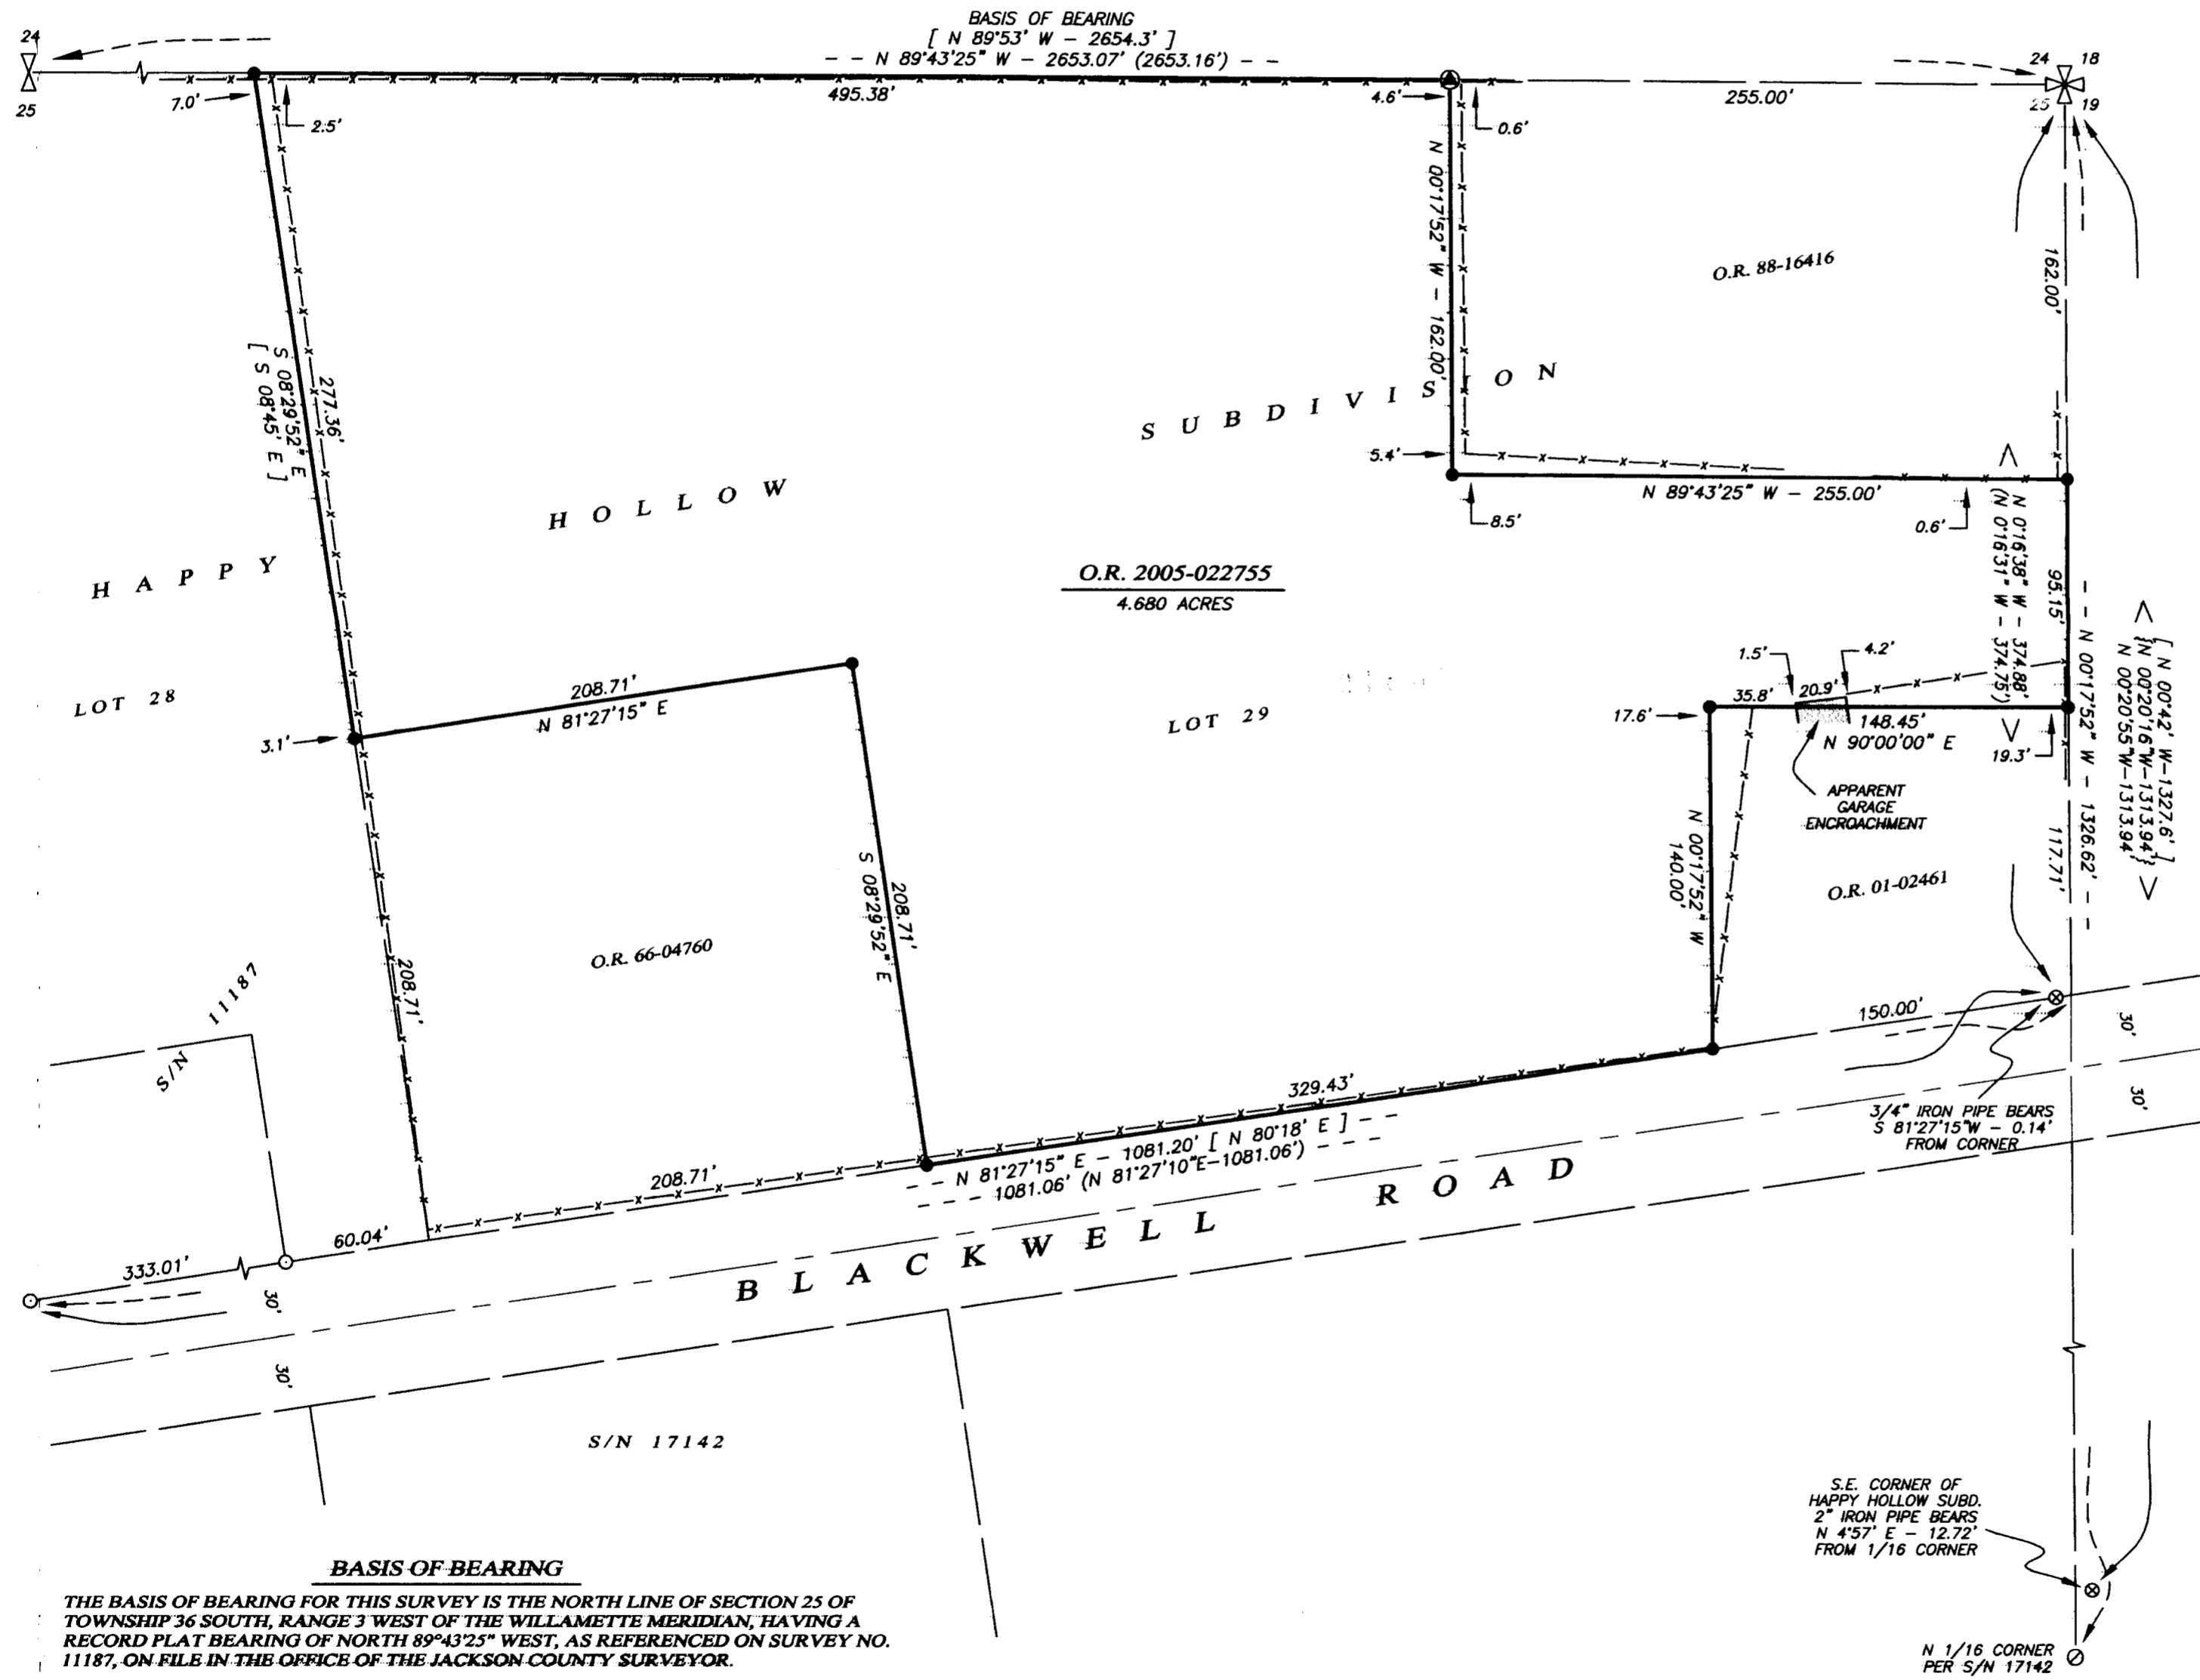 BASIS OF BEARING
[ N 89°53' W – 2654.3' ]
– – N 89°43'25" W – 2653.07' (2653.16') – –
24
25
24 18
25 19
7.0'
2.5'
495.38'
4.6'
0.6'
255.00'
N 00°17'52" W – 162.00'
O.R. 88-16416
162.00'
277.36'
S 08°29'52" E
[ S 08°45' E ]
HAPPY HOLLOW SUBDIVISION
5.4'
8.5'
N 89°43'25" W – 255.00'
0.6'
N 0°16'38" W – 374.88'
(N 0°16'31" W – 374.75')
95.15'
– – N 00°17'52" W – 1326.62' – –
[ N 00°42' W–1327.6' ]
{N 00°20'16"W–1313.94'}
N 00°20'55"W–1313.94'
O.R. 2005-022755
4.680 ACRES
LOT 28
208.71'
N 81°27'15" E
3.1'
LOT 29
1.5'
4.2'
35.8'
20.9'
17.6'
148.45'
N 90°00'00" E
19.3'
APPARENT
GARAGE
ENCROACHMENT
N 00°17'52" W
140.00'
117.71'
O.R. 01-02461
208.71'
S 08°29'52" E
O.R. 66-04760
208.71'
S/N 11187
150.00'
30'
30'
3/4" IRON PIPE BEARS
S 81°27'15"W – 0.14'
FROM CORNER
329.43'
– – N 81°27'15" E – 1081.20' [ N 80°18' E ] – – –
– – – 1081.06' (N 81°27'10"E–1081.06') – – –
208.71'
60.04'
333.01'
30'
30'
BLACKWELL ROAD
S/N 17142
S.E. CORNER OF
HAPPY HOLLOW SUBD.
2" IRON PIPE BEARS
N 4°57' E – 12.72'
FROM 1/16 CORNER
N 1/16 CORNER
PER S/N 17142
BASIS OF BEARING
THE BASIS OF BEARING FOR THIS SURVEY IS THE NORTH LINE OF SECTION 25 OF
TOWNSHIP 36 SOUTH, RANGE 3 WEST OF THE WILLAMETTE MERIDIAN, HAVING A
RECORD PLAT BEARING OF NORTH 89°43'25" WEST, AS REFERENCED ON SURVEY NO.
11187, ON FILE IN THE OFFICE OF THE JACKSON COUNTY SURVEYOR.